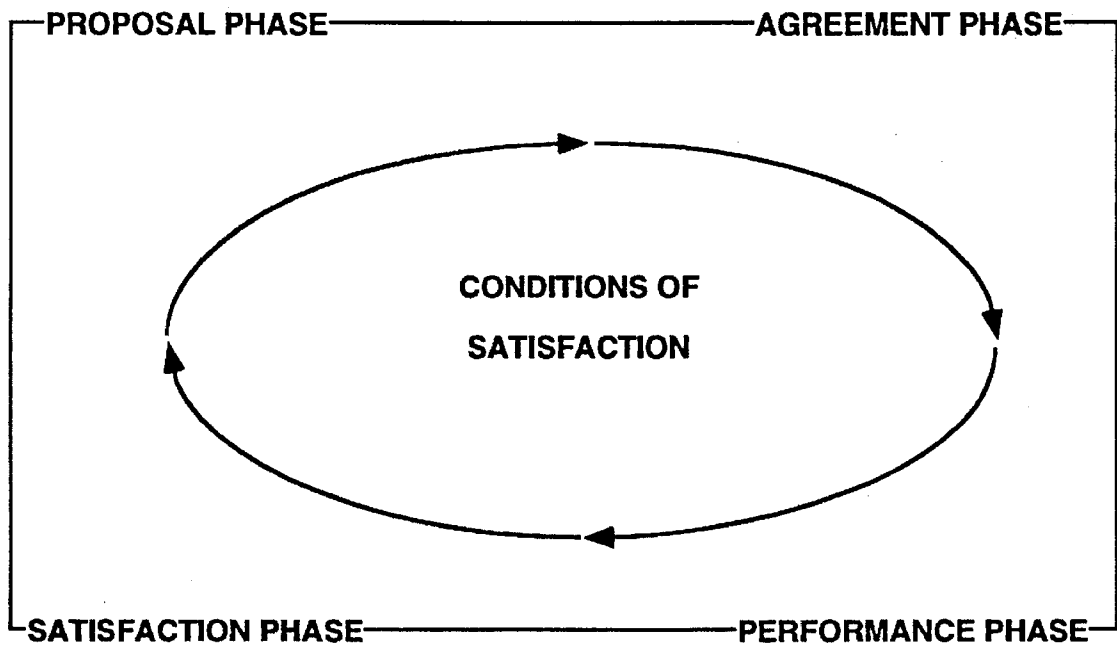 PROPOSAL PHASE
AGREEMENT PHASE
CONDITIONS OF
SATISFACTION
SATISFACTION PHASE
PERFORMANCE PHASE